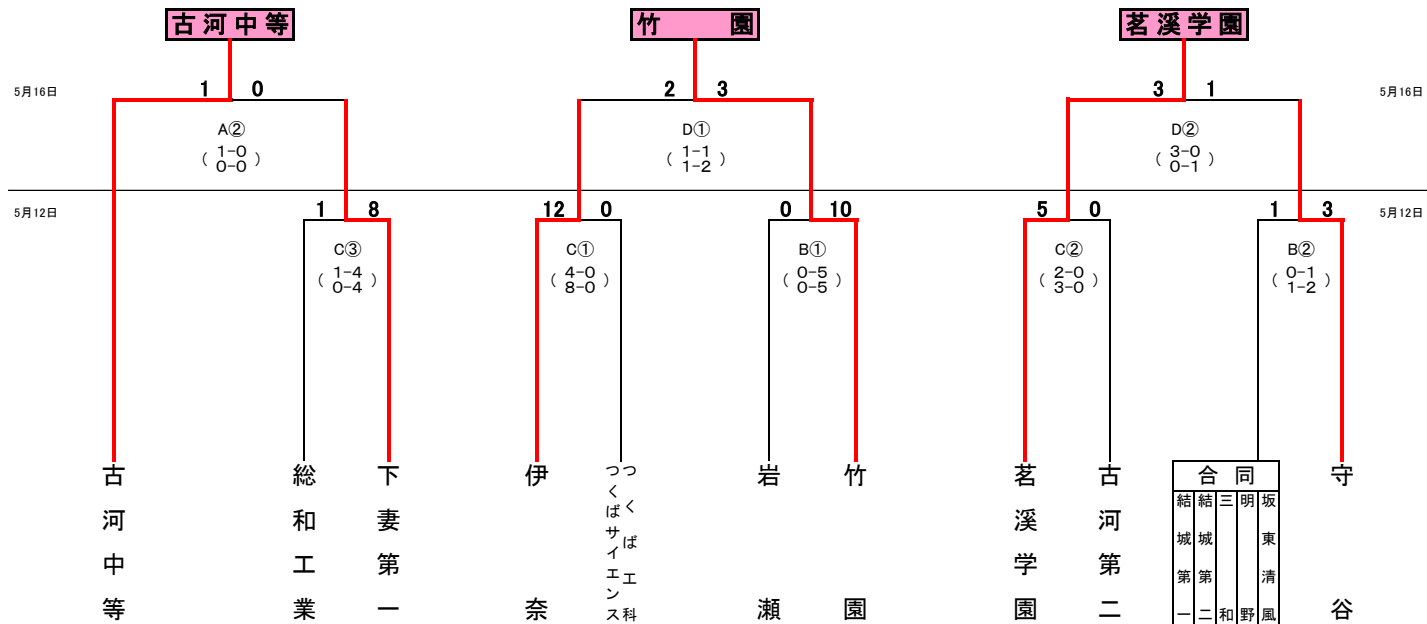 古河中等
竹園
茗溪学園
5月16日
1 0
2 3
3 1
5月16日
A②
( 1-0 )
0-0
D①
( 1-1 )
1-2
D②
( 3-0 )
0-1
5月12日
1 8
12 0
0 10
5 0
1 3
5月12日
C③
( 1-4 )
0-4
C①
( 4-0 )
8-0
B①
( 0-5 )
0-5
C②
( 2-0 )
3-0
B②
( 0-1 )
1-2
古河中等
総和工業
下妻第一
伊奈
つくばサイエンス
つくば工科
岩瀬
竹園
茗溪学園
古河第二
合同
結城第一
結城第二
三和
明野
坂東清風
守谷